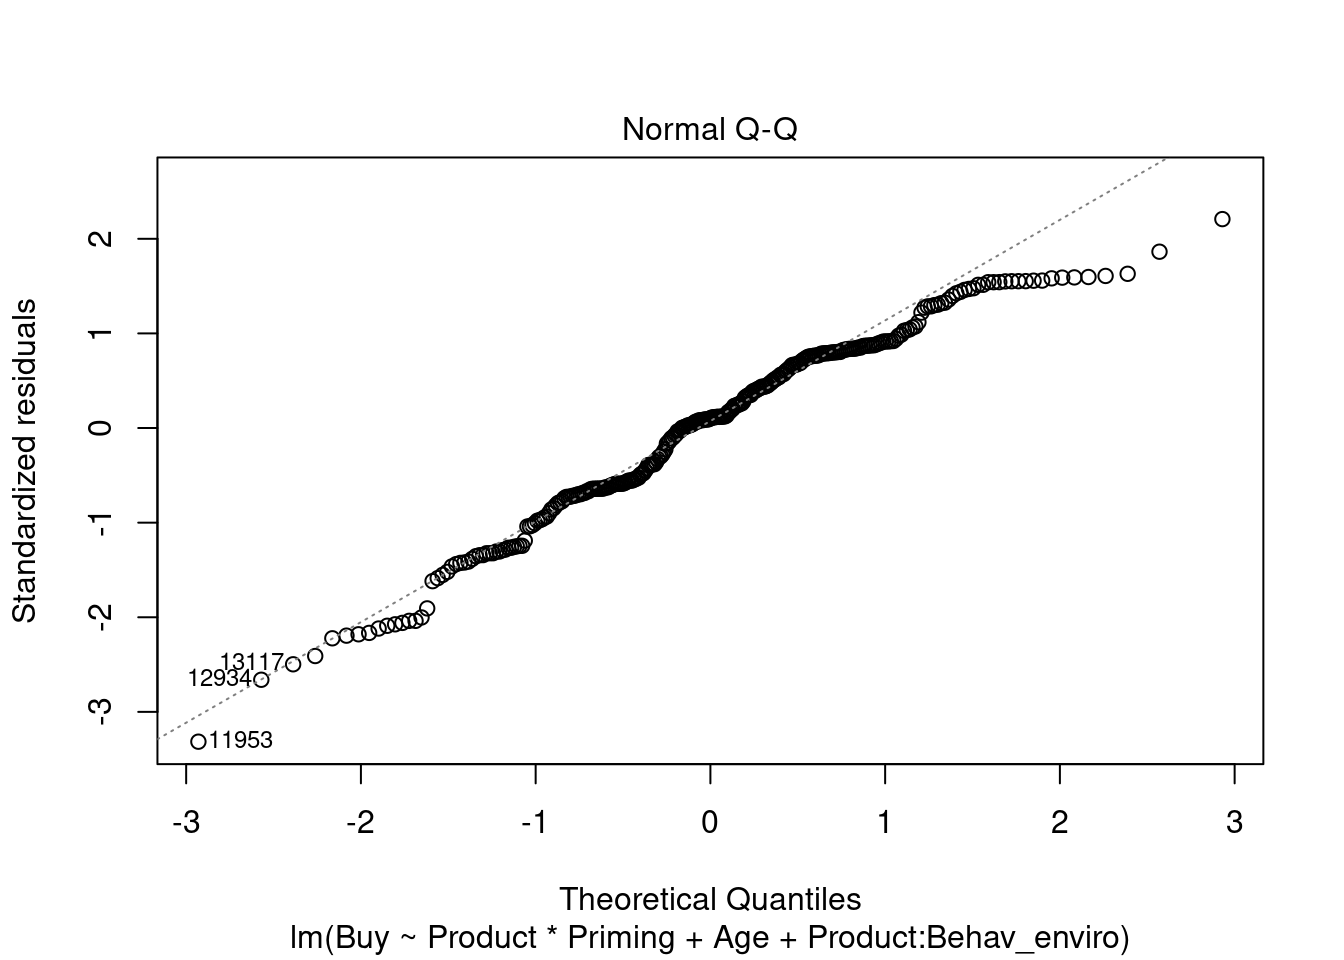 Normal Q-Q
Standardized residuals
2
1
0
-1
-2
-3
13117
12934
11953
-3 -2 -1 0 1 2 3
Theoretical Quantiles
lm(Buy ~ Product * Priming + Age + Product:Behav_enviro)